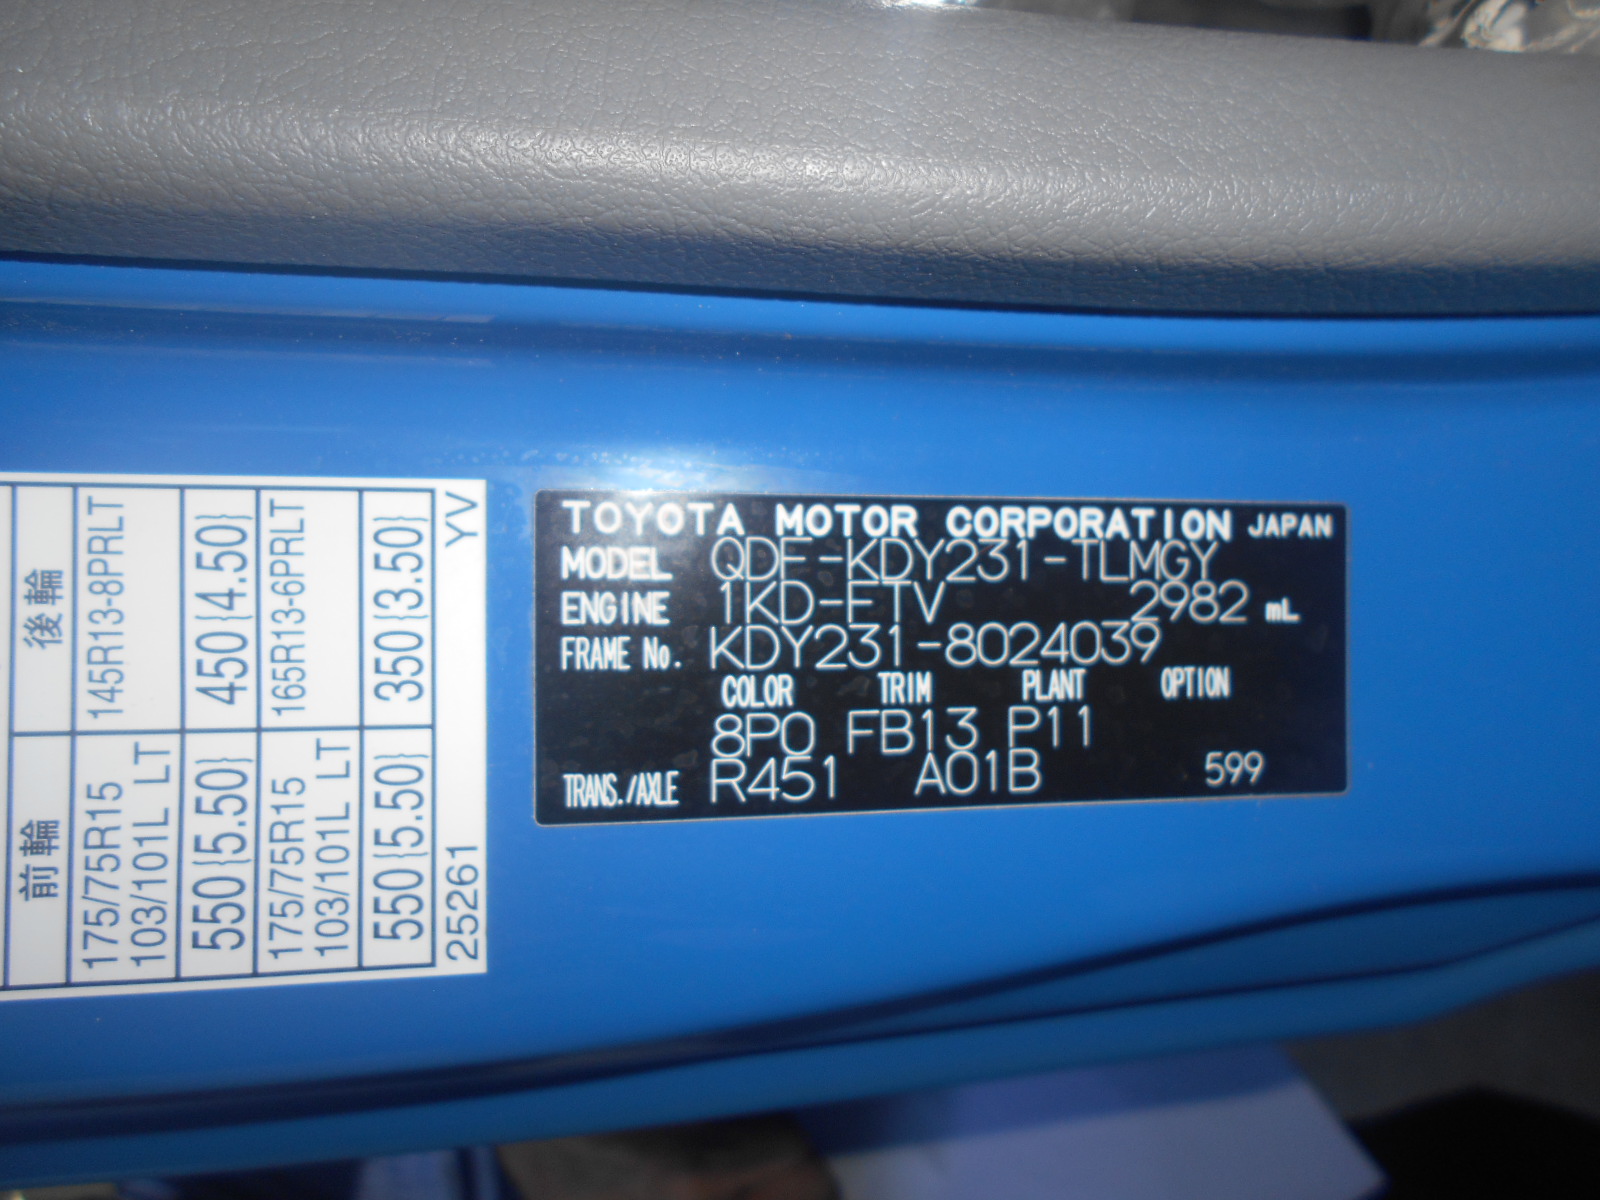 後輪
145R13-8PRLT
450{4.50}
165R13-6PRLT
350{3.50}
YV
前輪
175/75R15
103/101L LT
550{5.50}
175/75R15
103/101L LT
550{5.50}
25261
TOYOTA MOTOR CORPORATION JAPAN
MODEL QDF-KDY231-TLMGY
ENGINE 1KD-FTV 2982 mL
FRAME No. KDY231-8024039
COLOR TRIM PLANT OPTION
8P0 FB13 P11
TRANS./AXLE R451 A01B 599